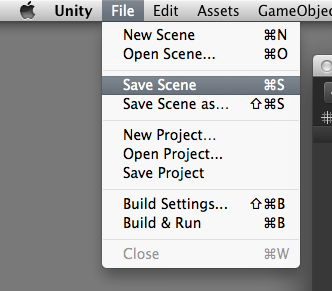 Unity File Edit Assets GameObjec
New Scene ⌘N
Open Scene... ⌘O
Save Scene ⌘S
Save Scene as... ⇧⌘S
New Project...
Open Project...
Save Project
Build Settings... ⇧⌘B
Build & Run ⌘B
Close ⌘W